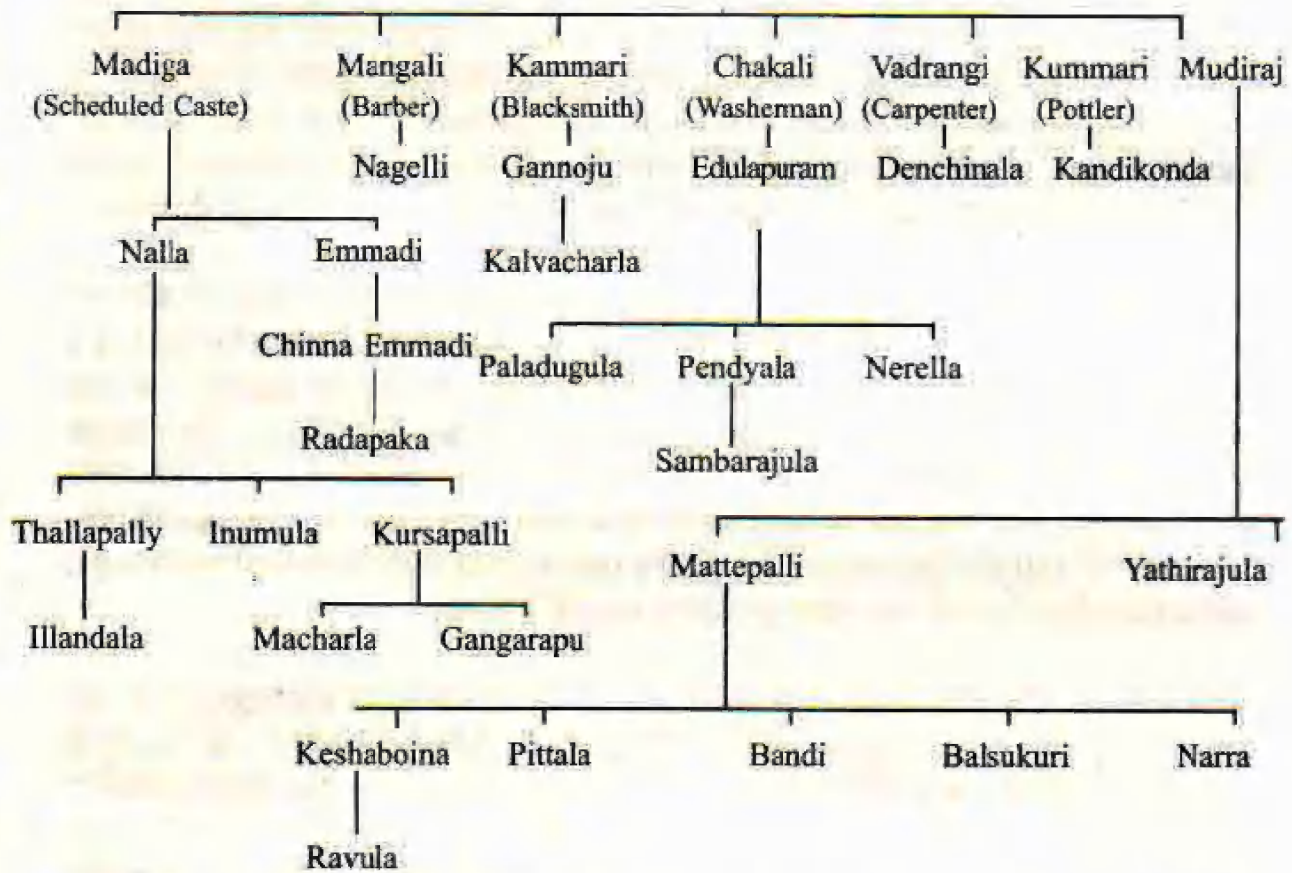 Madiga Mangali Kammari Chakali Vadrangi Kummari Mudiraj
(Scheduled Caste) (Barber) (Blacksmith) (Washerman) (Carpenter) (Pottler)
Nagelli Gannoju Edulapuram Denchinala Kandikonda
Nalla Emmadi Kalvacharla
Chinna Emmadi Paladugula Pendyala Nerella
Radapaka Sambarajula
Thallapally Inumula Kursapalli Mattepalli Yathirajula
Illandala Macharla Gangarapu
Keshaboina Pittala Bandi Balsukuri Narra
Ravula